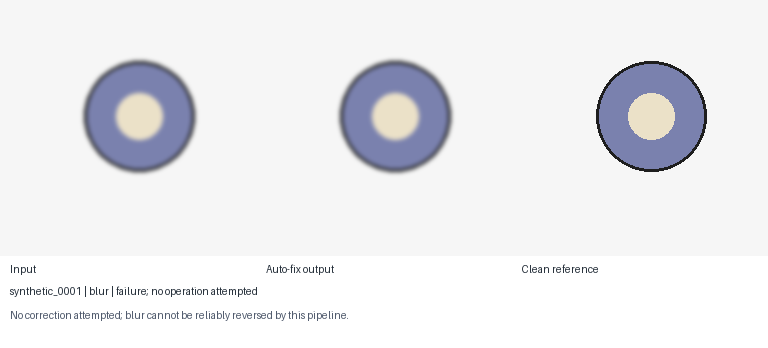 Input
Auto-fix output
Clean reference
synthetic_0001 | blur | failure; no operation attempted
No correction attempted; blur cannot be reliably reversed by this pipeline.